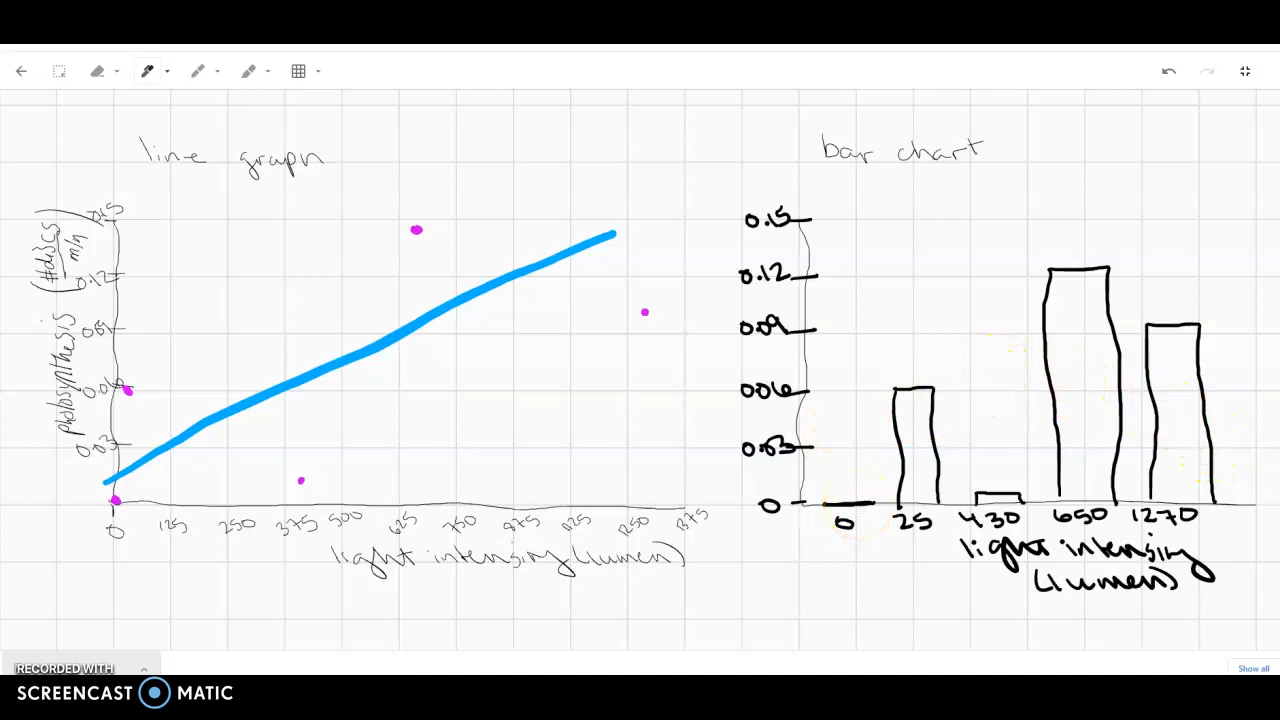 line graph
bar chart
photosynthesis (#discs/min)
0.15
0.12
0.09
0.06
0.03
0
0 125 250 375 500 625 750 875 1125 1250 1375
light intensity (lumen)
0.15
0.12
0.09
0.06
0.03
0
0 25 430 650 1270
light intensity
(lumen)
Show all
RECORDED WITH
SCREENCAST MATIC